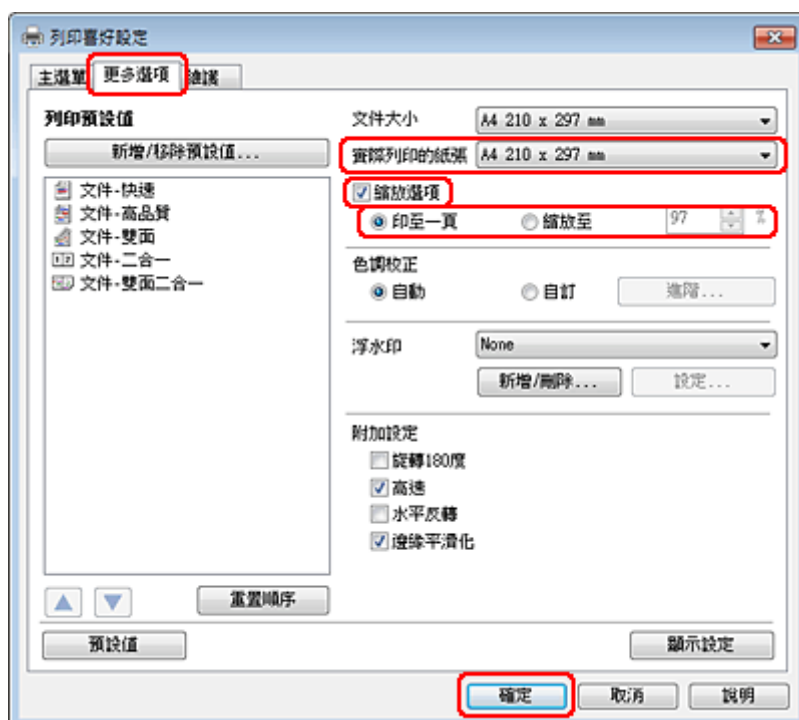 列印喜好設定
主選單 更多選項 維護
列印預設值
新增/移除預設值...
文件-快速
文件-高品質
文件-雙面
文件-二合一
文件-雙面二合一
重置順序
預設值
文件大小 A4 210 x 297 mm
實際列印的紙張 A4 210 x 297 mm
縮放選項
印至一頁 縮放至 97 %
色調校正
自動 自訂 進階...
浮水印 None
新增/刪除... 設定...
附加設定
旋轉180度
高速
水平反轉
邊緣平滑化
顯示設定
確定 取消 說明